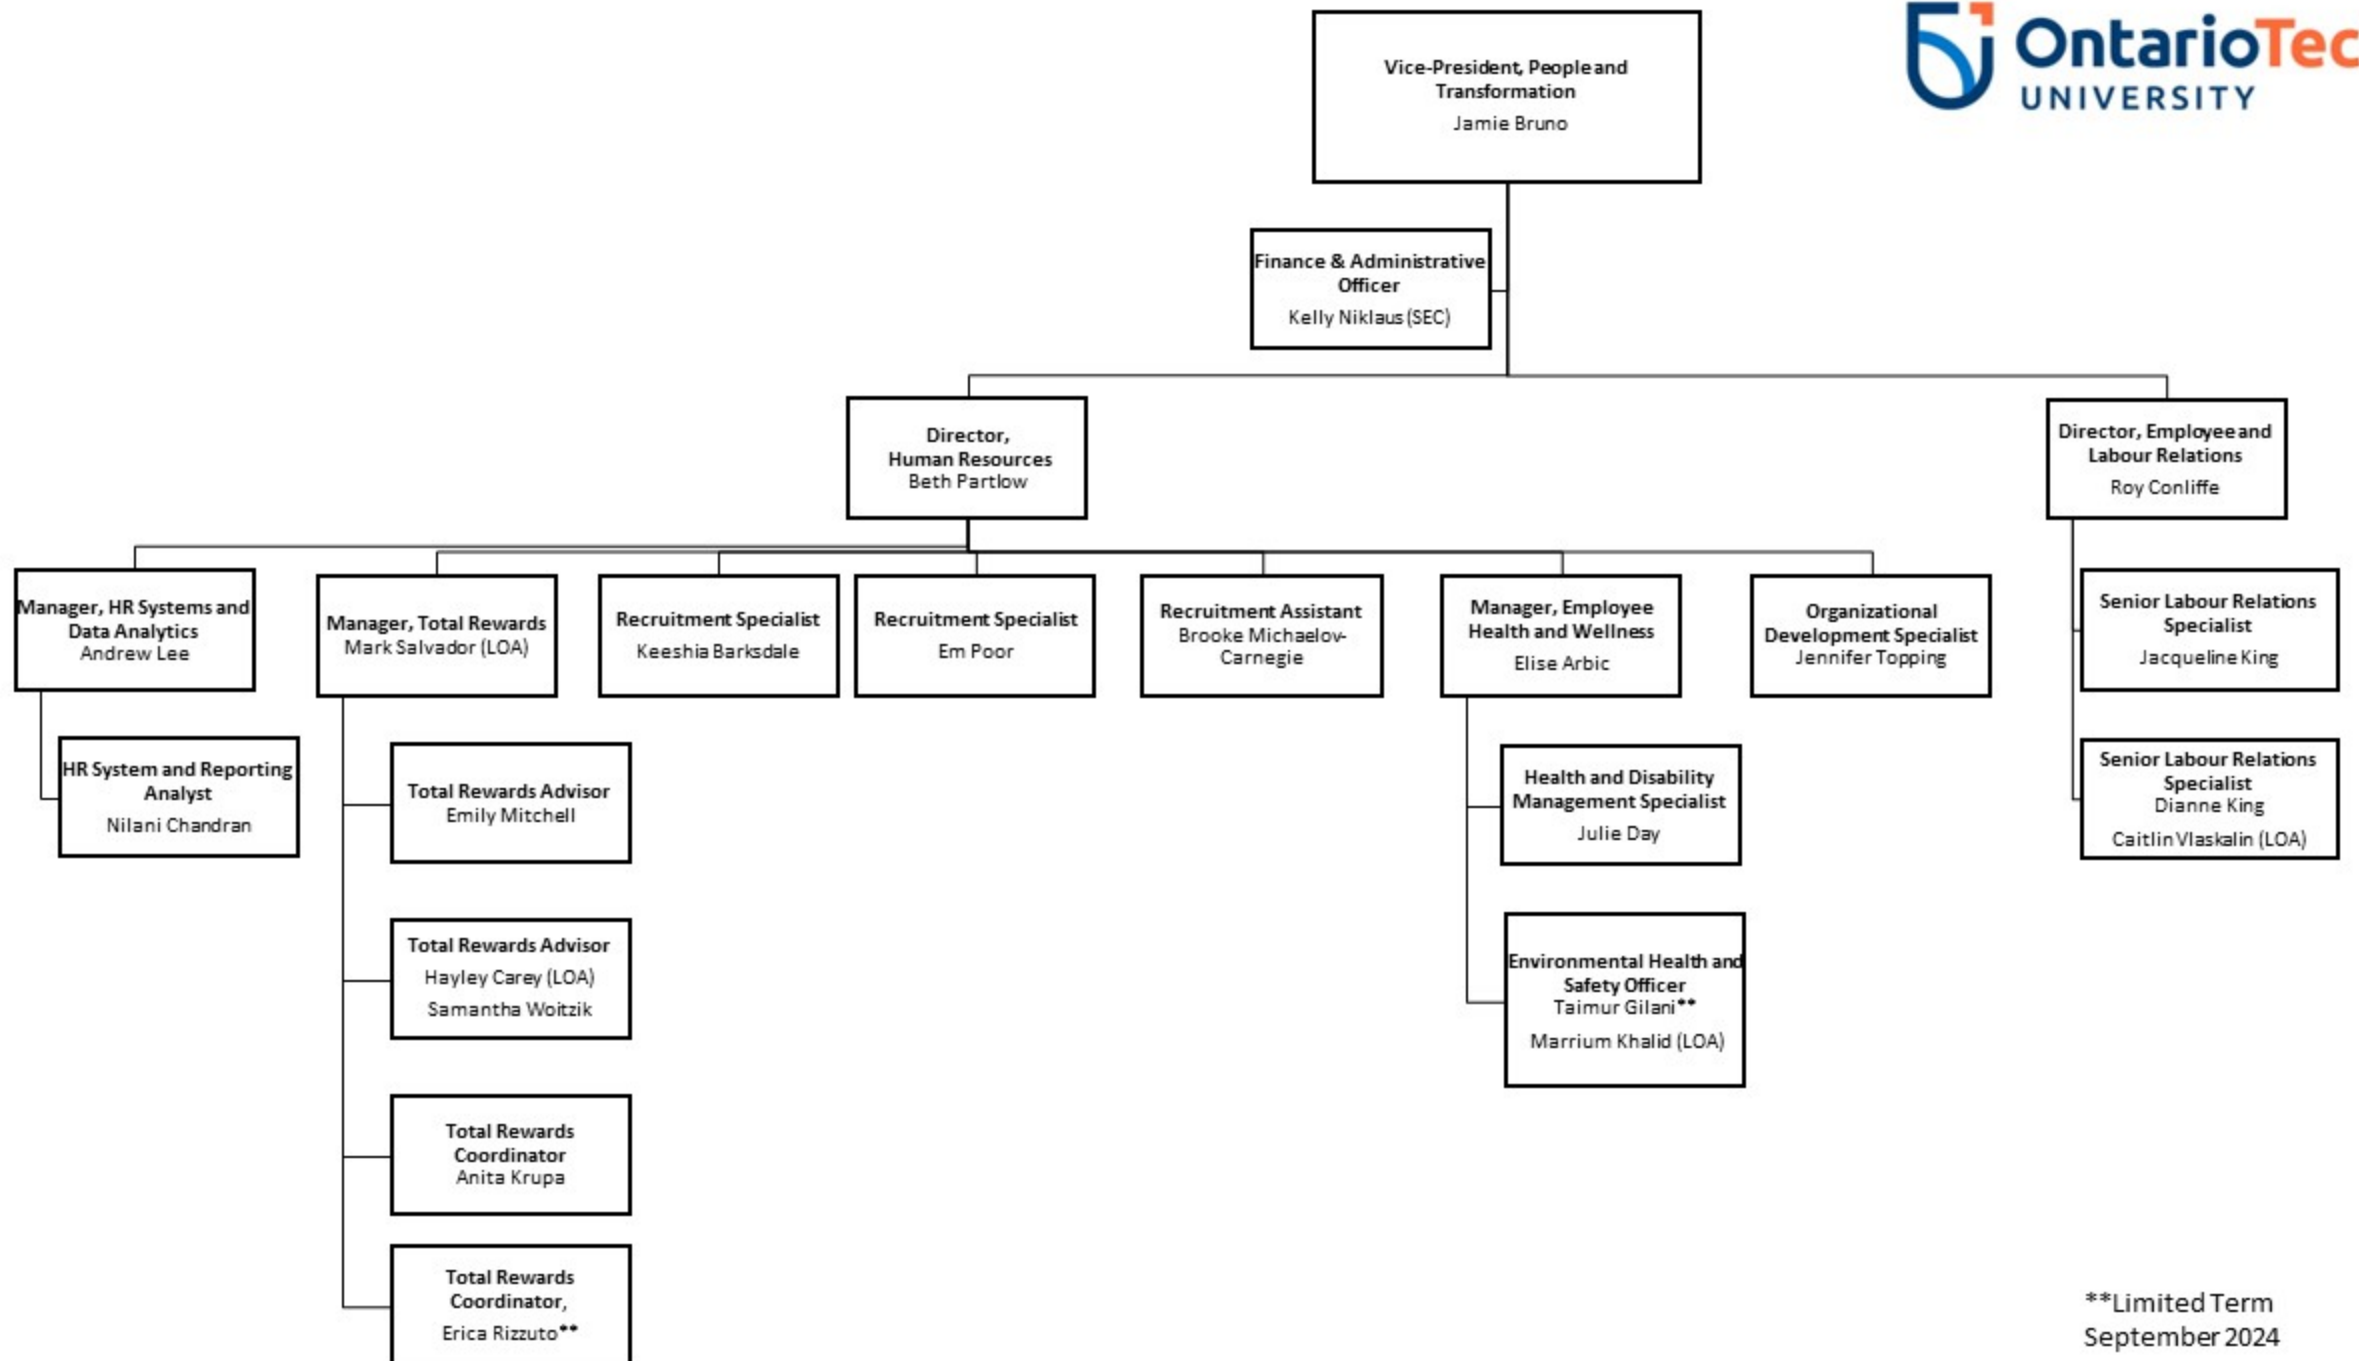 Vice-President, People and
Transformation
Jamie Bruno
OntarioTec
UNIVERSITY
Finance & Administrative
Officer
Kelly Niklaus (SEC)
Director,
Human Resources
Beth Partlow
Director, Employee and
Labour Relations
Roy Conliffe
Manager, HR Systems and
Data Analytics
Andrew Lee
Manager, Total Rewards
Mark Salvador (LOA)
Recruitment Specialist
Keeshia Barksdale
Recruitment Specialist
Em Poor
Recruitment Assistant
Brooke Michaelov-
Carnegie
Manager, Employee
Health and Wellness
Elise Arbic
Organizational
Development Specialist
Jennifer Topping
Senior Labour Relations
Specialist
Jacqueline King
HR System and Reporting
Analyst
Nilani Chandran
Total Rewards Advisor
Emily Mitchell
Health and Disability
Management Specialist
Julie Day
Senior Labour Relations
Specialist
Dianne King
Caitlin Vlaskalin (LOA)
Total Rewards Advisor
Hayley Carey (LOA)
Samantha Woitzik
Environmental Health and
Safety Officer
Taimur Gilani**
Marrium Khalid (LOA)
Total Rewards
Coordinator
Anita Krupa
Total Rewards
Coordinator,
Erica Rizzuto**
**Limited Term
September 2024